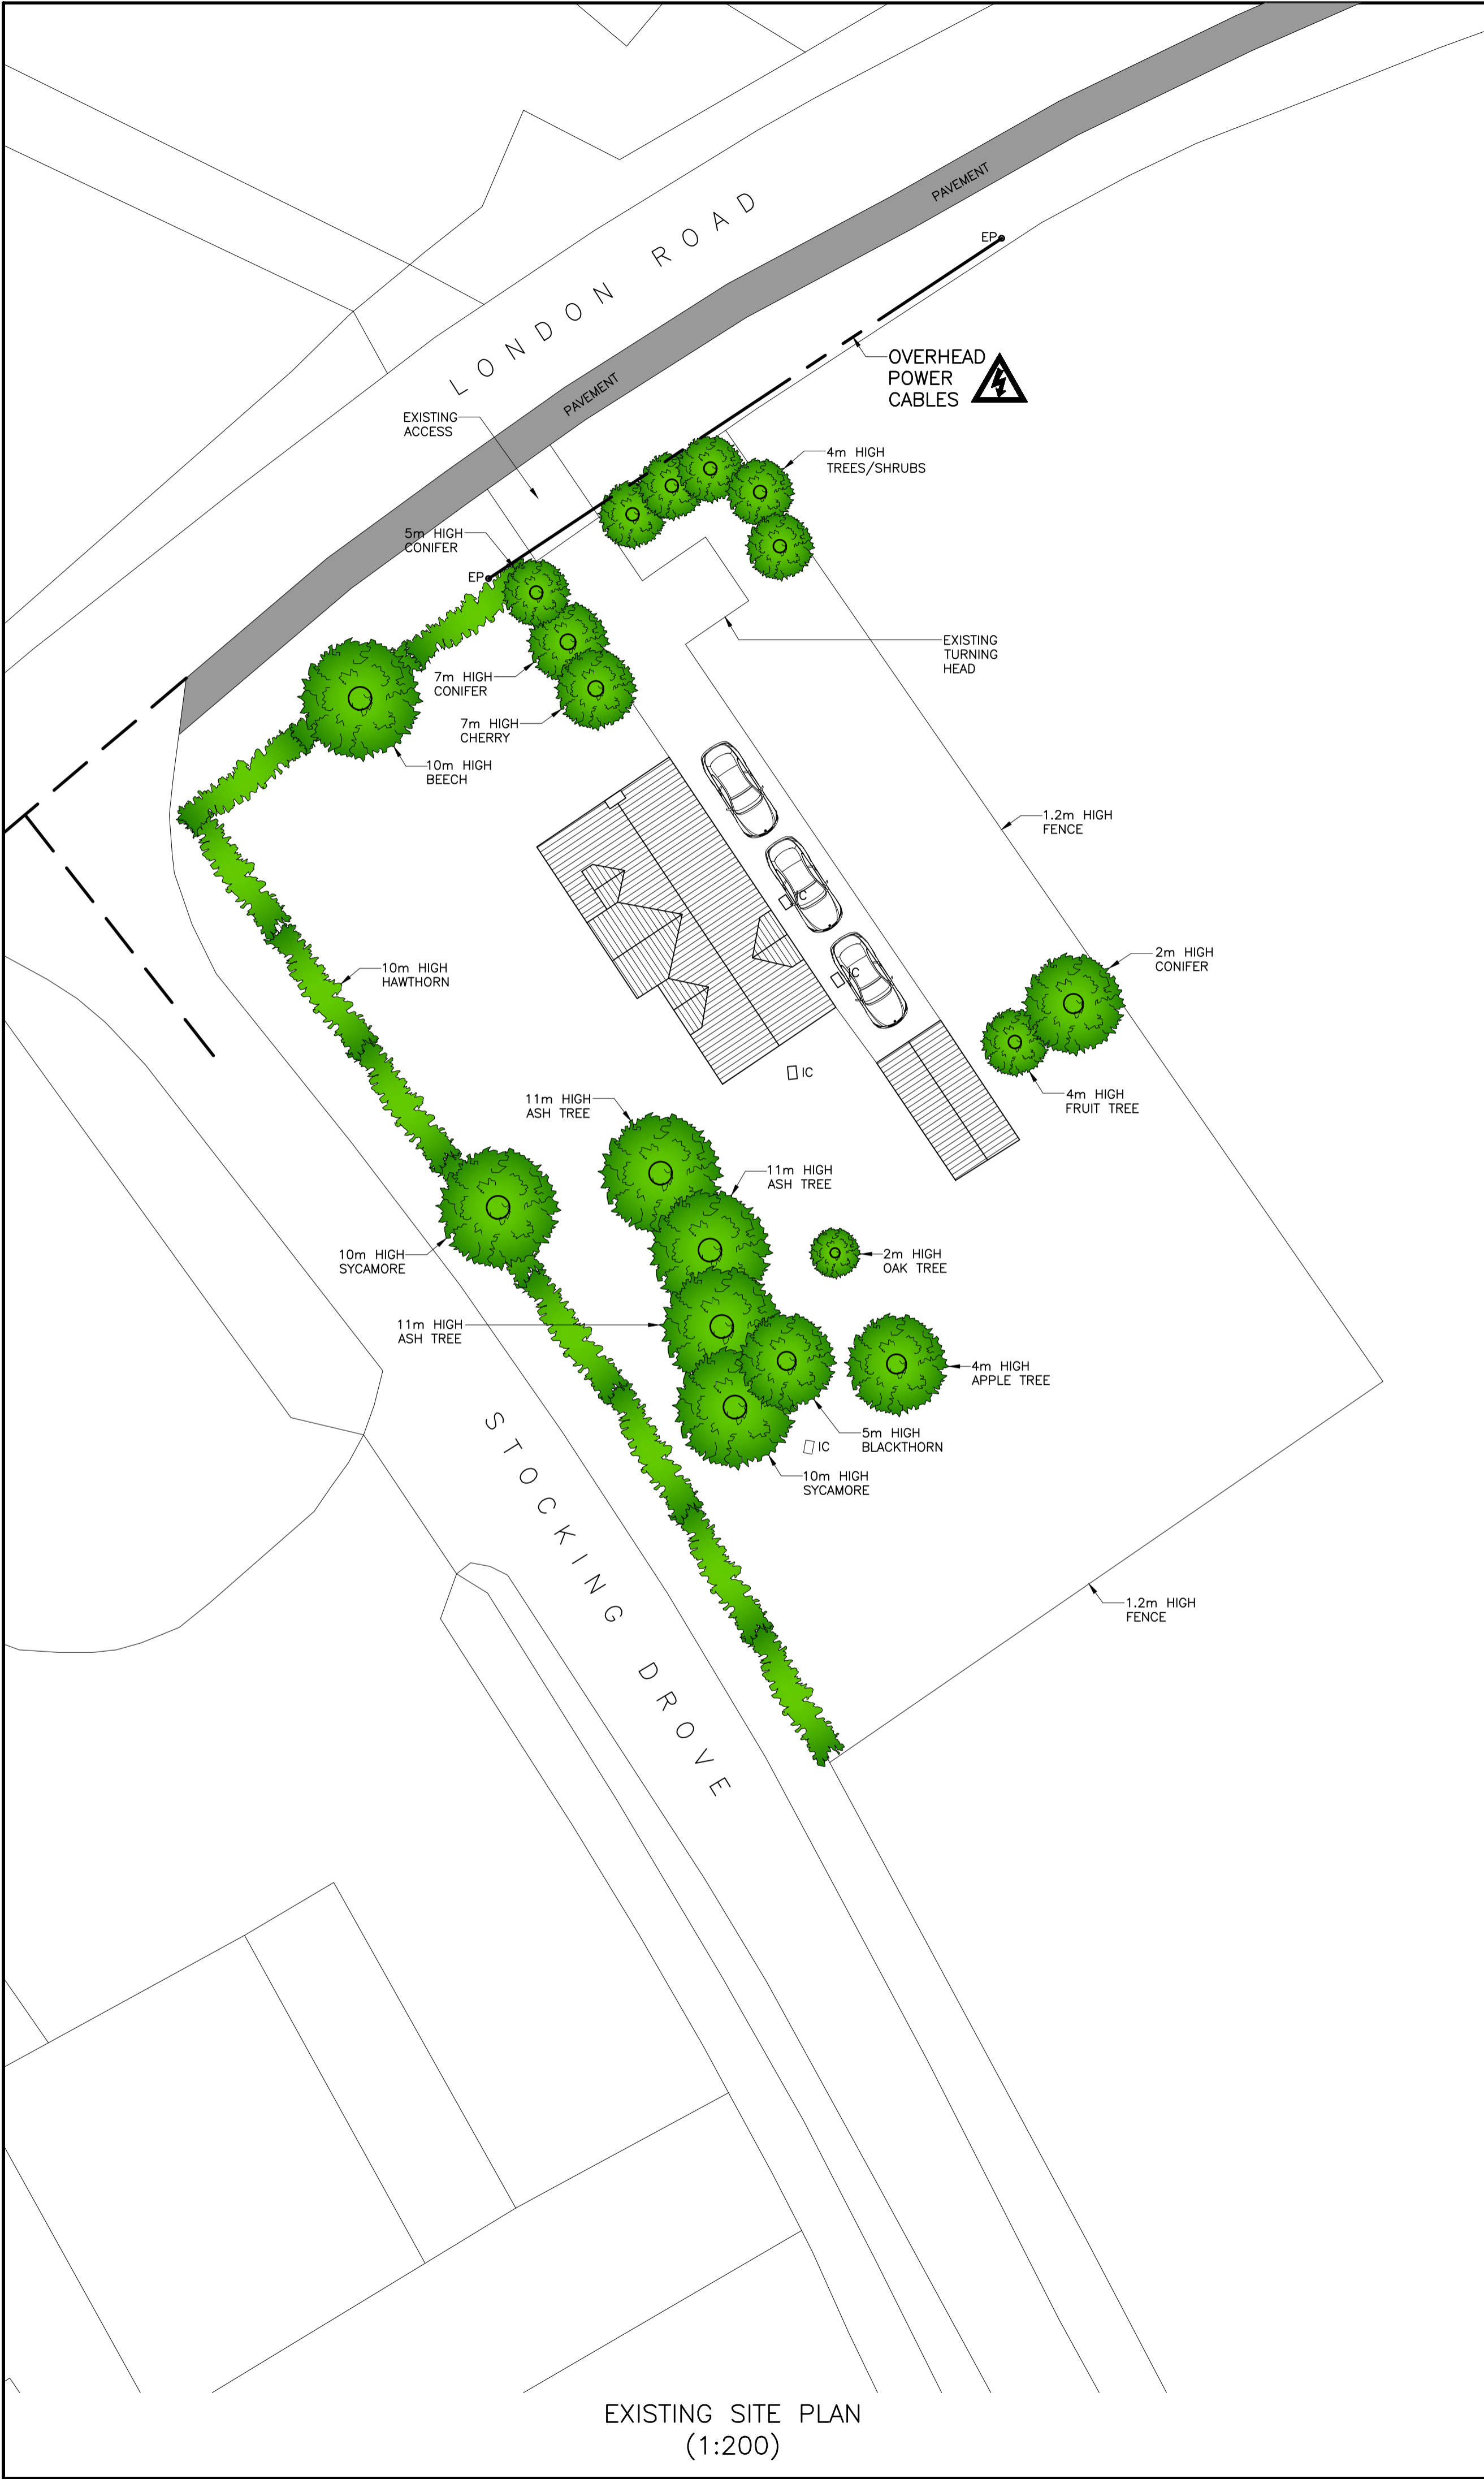 PAVEMENT
LONDON ROAD
EP
OVERHEAD
POWER
CABLES
PAVEMENT
EXISTING
ACCESS
4m HIGH
TREES/SHRUBS
5m HIGH
CONIFER
EP
EXISTING
TURNING
HEAD
7m HIGH
CONIFER
7m HIGH
CHERRY
10m HIGH
BEECH
1.2m HIGH
FENCE
IC
2m HIGH
CONIFER
10m HIGH
HAWTHORN
IC
IC
11m HIGH
ASH TREE
4m HIGH
FRUIT TREE
11m HIGH
ASH TREE
10m HIGH
SYCAMORE
2m HIGH
OAK TREE
11m HIGH
ASH TREE
4m HIGH
APPLE TREE
5m HIGH
BLACKTHORN
IC
10m HIGH
SYCAMORE
STOCKING DROVE
1.2m HIGH
FENCE
EXISTING SITE PLAN
(1:200)